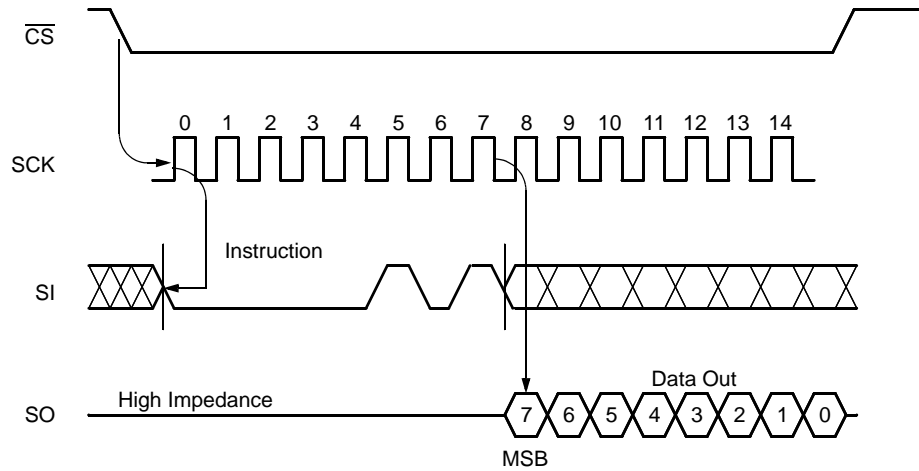 CS
0 1 2 3 4 5 6 7 8 9 10 11 12 13 14
SCK
Instruction
SI
High Impedance
Data Out
SO
7 6 5 4 3 2 1 0
MSB